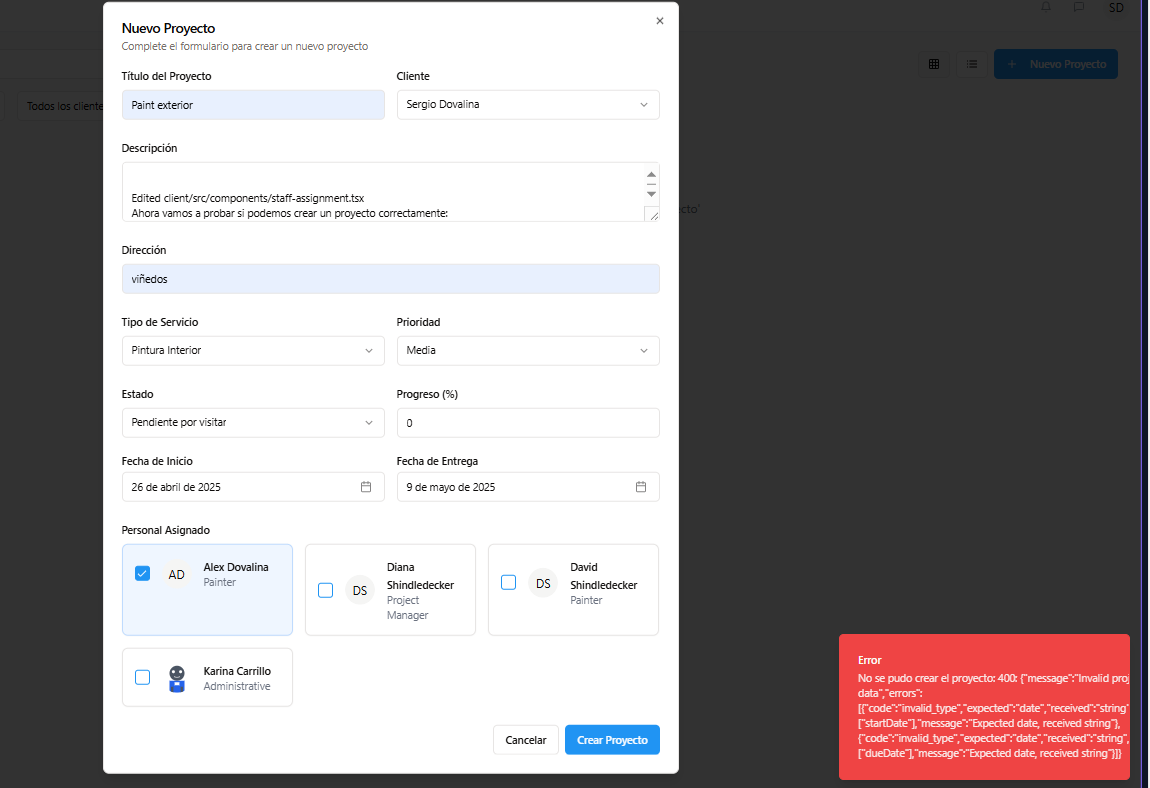 SD
Nuevo Proyecto
Complete el formulario para crear un nuevo proyecto
Nuevo Proyecto
Título del Proyecto
Cliente
Paint exterior
Sergio Dovalina
Todos los cliente
Descripción
Edited client/src/components/staff-assignment.tsx
Ahora vamos a probar si podemos crear un proyecto correctamente:
Dirección
viñedos
Tipo de Servicio
Prioridad
Pintura Interior
Media
Estado
Progreso (%)
Pendiente por visitar
0
Fecha de Inicio
Fecha de Entrega
26 de abril de 2025
9 de mayo de 2025
Personal Asignado
AD
Alex Dovalina
Painter
DS
Diana
Shindledecker
Project
Manager
DS
David
Shindledecker
Painter
Karina Carrillo
Administrative
Cancelar
Crear Proyecto
Error
No se pudo crear el proyecto: 400: {"message":"Invalid proj
data","errors":
[{"code":"invalid_type","expected":"date","received":"string"
["startDate"],"message":"Expected date, received string"},
{"code":"invalid_type","expected":"date","received":"string",
["dueDate"],"message":"Expected date, received string"}]}